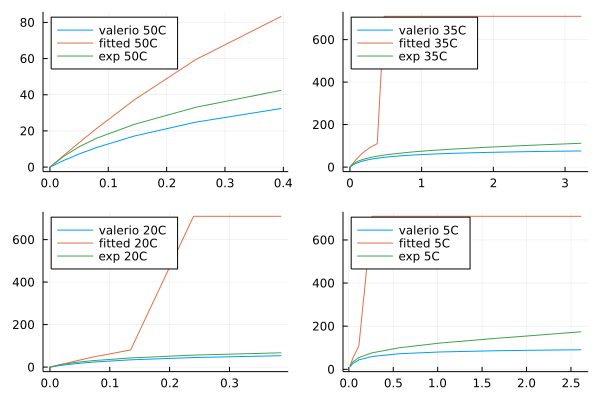 80
60
40
20
0
0.0 0.1 0.2 0.3 0.4
valerio 50C
fitted 50C
exp 50C
600
400
200
0
0 1 2 3
valerio 35C
fitted 35C
exp 35C
600
400
200
0
0.0 0.1 0.2 0.3
valerio 20C
fitted 20C
exp 20C
600
400
200
0
0.0 0.5 1.0 1.5 2.0 2.5
valerio 5C
fitted 5C
exp 5C